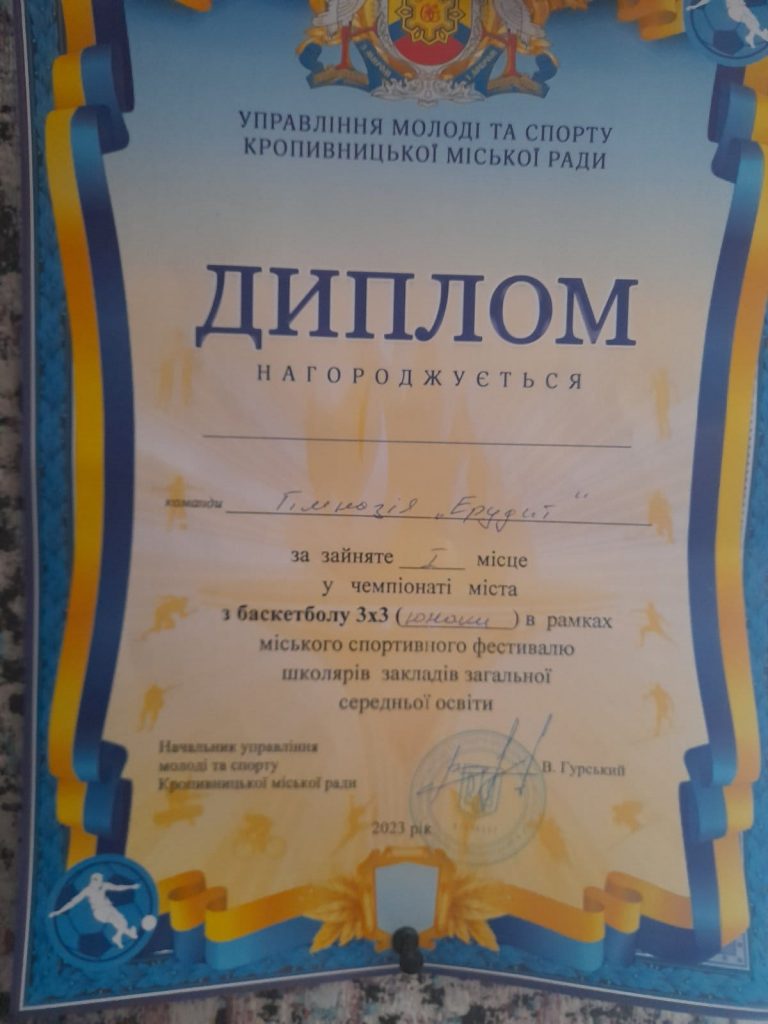 УПРАВЛІННЯ МОЛОДІ ТА СПОРТУ
КРОПИВНИЦЬКОЇ МІСЬКОЇ РАДИ
ДИПЛОМ
НАГОРОДЖУЄТЬСЯ
команди Гімназія „Ерудит"
за зайняте I місце
у чемпіонаті міста
з баскетболу 3х3 (юнаки) в рамках
міського спортивного фестивалю
школярів закладів загальної
середньої освіти
Начальник управління
молоді та спорту
Кропивницької міської ради
В. Гурський
2023 рік